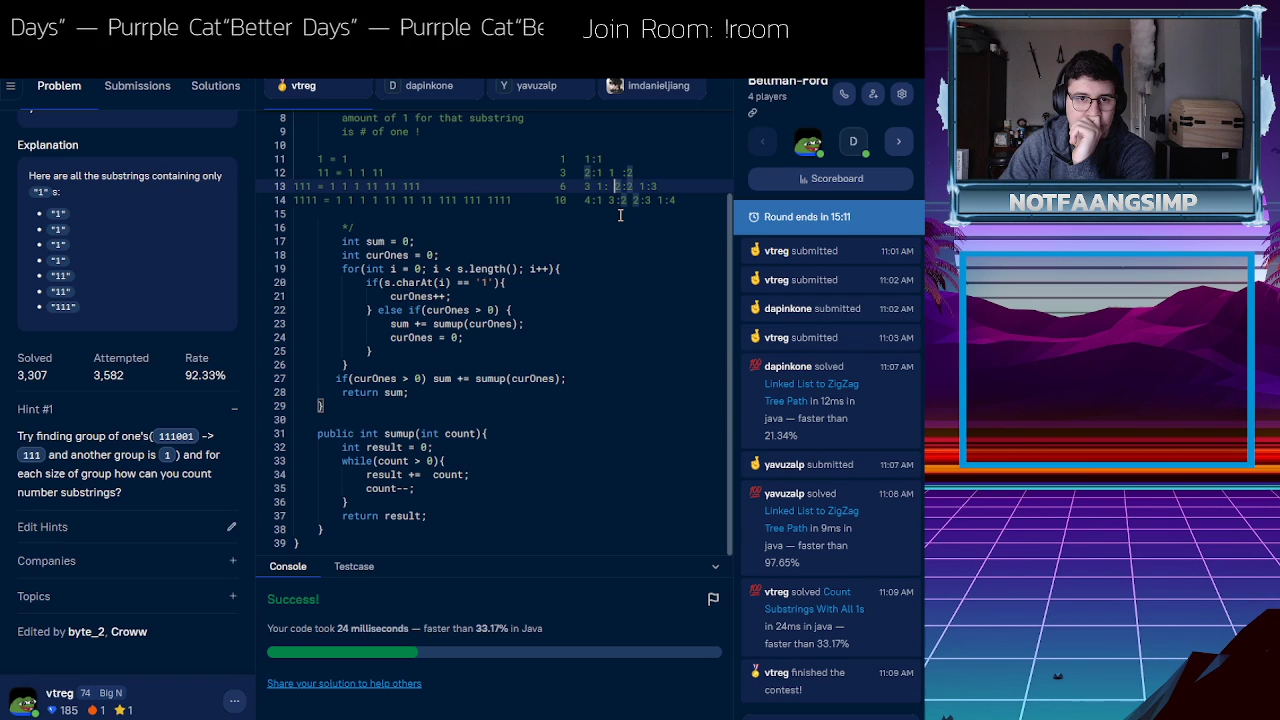 Days" — Purrple Cat"Better Days" — Purrple Cat"Be
Join Room: !room
Problem
Submissions
Solutions
vtreg
D dapinkone
Y yavuzalp
imdanieljiang
Bellman-Ford
4 players
D
Scoreboard
Round ends in 15:11
Explanation
Here are all the substrings containing only
"1" s:
"1"
"1"
"1"
"1"
"11"
"11"
"111"
Solved
Attempted
Rate
3,307
3,582
92.33%
Hint #1
Try finding group of one's( 111001 ->
111 and another group is 1 ) and for
each size of group how can you count
number substrings?
Edit Hints
Companies
Topics
Edited by byte_2, Croww
vtreg 74 Big N
185 1 1
8 amount of 1 for that substring
9 is # of one !
10
11 1 = 1 1 1:1
12 11 = 1 1 11 3 2:1 1 :2
13 111 = 1 1 1 11 11 111 6 3 1: 2:2 1:3
14 1111 = 1 1 1 1 11 11 11 111 111 1111 10 4:1 3:2 2:3 1:4
15
16 */
17 int sum = 0;
18 int curOnes = 0;
19 for(int i = 0; i < s.length(); i++){
20 if(s.charAt(i) == '1'){
21 curOnes++;
22 } else if(curOnes > 0) {
23 sum += sumup(curOnes);
24 curOnes = 0;
25 }
26 }
27 if(curOnes > 0) sum += sumup(curOnes);
28 return sum;
29 }
30
31 public int sumup(int count){
32 int result = 0;
33 while(count > 0){
34 result += count;
35 count--;
36 }
37 return result;
38 }
39 }
Console
Testcase
Success!
Your code took 24 milliseconds — faster than 33.17% in Java
Share your solution to help others
vtreg submitted 11:01 AM
vtreg submitted 11:02 AM
dapinkone submitted 11:02 AM
vtreg submitted 11:03 AM
dapinkone solved 11:07 AM
Linked List to ZigZag
Tree Path in 12ms in
java — faster than
21.34%
yavuzalp submitted 11:07 AM
yavuzalp solved 11:08 AM
Linked List to ZigZag
Tree Path in 9ms in
java — faster than
97.65%
vtreg solved Count 11:09 AM
Substrings With All 1s
in 24ms in java —
faster than 33.17%
vtreg finished the 11:09 AM
contest!
NOTFAANGSIMP